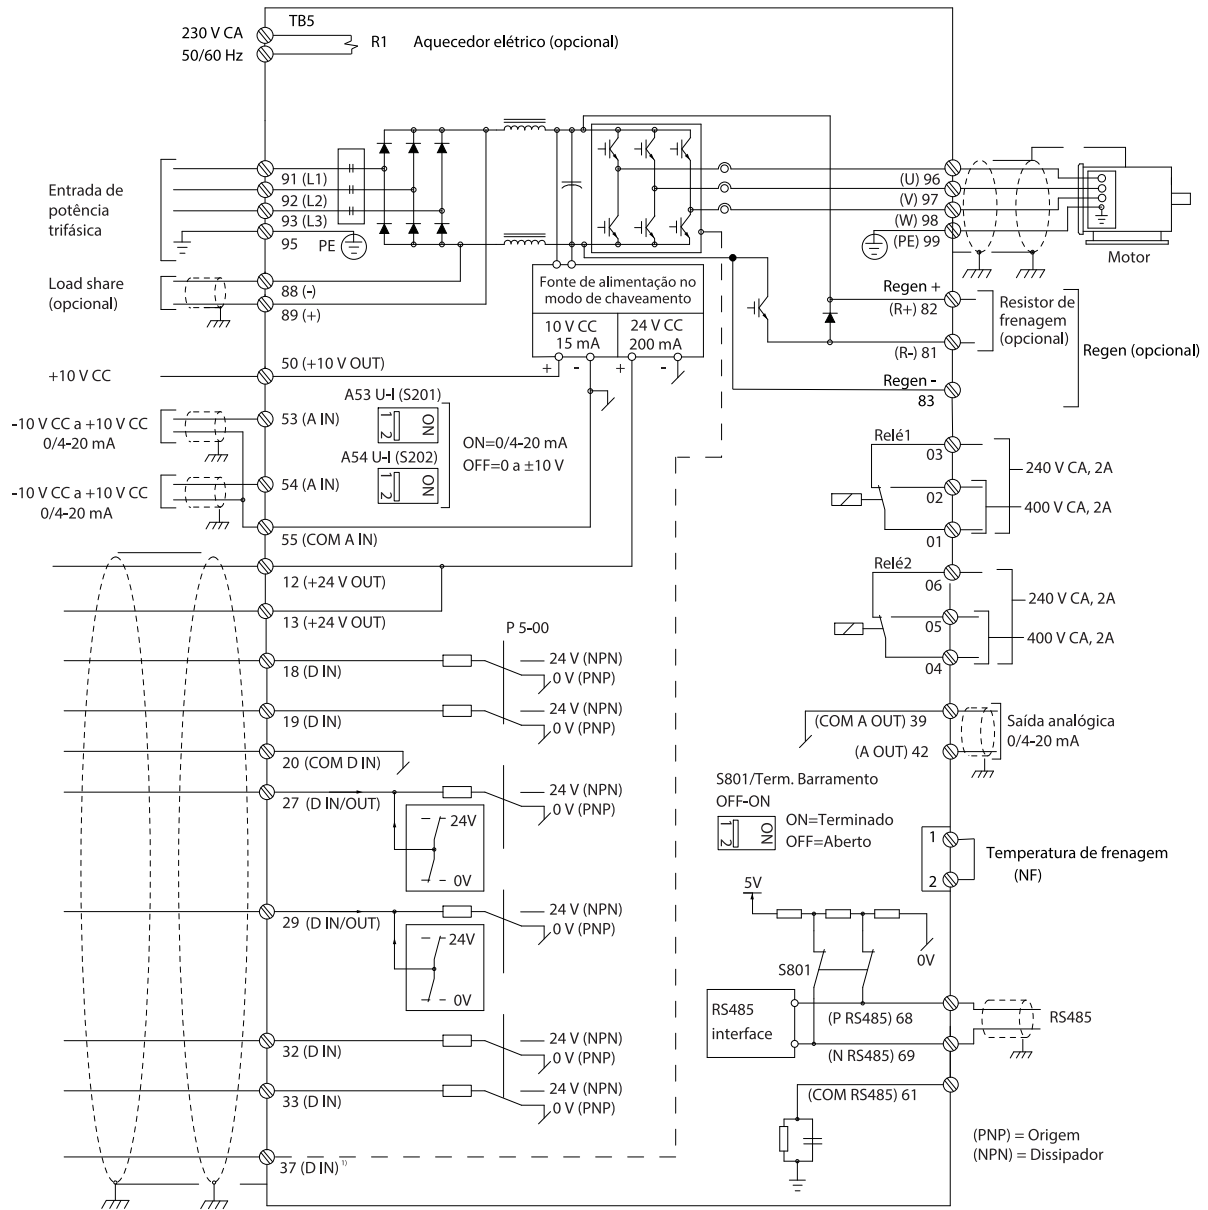 TB5
230 V CA
50/60 Hz
R1
Aquecedor elétrico (opcional)
Entrada de
potência
trifásica
91 (L1)
92 (L2)
93 (L3)
95
PE
(U) 96
(V) 97
(W) 98
(PE) 99
Motor
Load share
(opcional)
88 (-)
89 (+)
Fonte de alimentação no
modo de chaveamento
10 V CC
15 mA
24 V CC
200 mA
+
-
+
-
Regen +
(R+) 82
(R-) 81
Regen -
83
Resistor de
frenagem
(opcional)
Regen (opcional)
+10 V CC
50 (+10 V OUT)
-10 V CC a +10 V CC
0/4-20 mA
53 (A IN)
A53 U-I (S201)
1 2
ON
A54 U-I (S202)
1 2
ON
ON=0/4-20 mA
OFF=0 a ±10 V
-10 V CC a +10 V CC
0/4-20 mA
54 (A IN)
55 (COM A IN)
12 (+24 V OUT)
13 (+24 V OUT)
Relé1
03
02
01
240 V CA, 2A
400 V CA, 2A
Relé2
06
05
04
240 V CA, 2A
400 V CA, 2A
P 5-00
18 (D IN)
24 V (NPN)
0 V (PNP)
19 (D IN)
24 V (NPN)
0 V (PNP)
20 (COM D IN)
27 (D IN/OUT)
24 V (NPN)
0 V (PNP)
24V
0V
29 (D IN/OUT)
24 V (NPN)
0 V (PNP)
24V
0V
32 (D IN)
24 V (NPN)
0 V (PNP)
33 (D IN)
24 V (NPN)
0 V (PNP)
37 (D IN) 1)
(COM A OUT) 39
(A OUT) 42
Saída analógica
0/4-20 mA
S801/Term. Barramento
OFF-ON
1 2
ON
ON=Terminado
OFF=Aberto
1
2
Temperatura de frenagem
(NF)
5V
0V
S801
RS485
interface
(P RS485) 68
(N RS485) 69
RS485
(COM RS485) 61
(PNP) = Origem
(NPN) = Dissipador